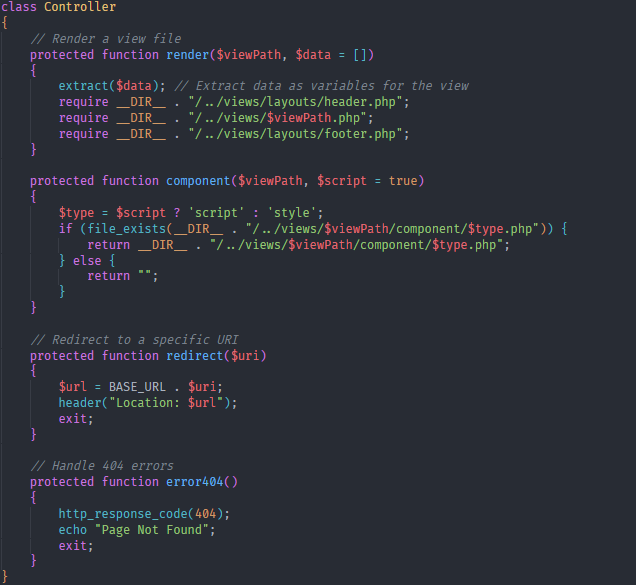 class Controller
{
    // Render a view file
    protected function render($viewPath, $data = [])
    {
        extract($data); // Extract data as variables for the view
        require __DIR__ . "/../views/layouts/header.php";
        require __DIR__ . "/../views/$viewPath.php";
        require __DIR__ . "/../views/layouts/footer.php";
    }

    protected function component($viewPath, $script = true)
    {
        $type = $script ? 'script' : 'style';
        if (file_exists(__DIR__ . "/../views/$viewPath/component/$type.php")) {
            return __DIR__ . "/../views/$viewPath/component/$type.php";
        } else {
            return "";
        }
    }

    // Redirect to a specific URI
    protected function redirect($uri)
    {
        $url = BASE_URL . $uri;
        header("Location: $url");
        exit;
    }

    // Handle 404 errors
    protected function error404()
    {
        http_response_code(404);
        echo "Page Not Found";
        exit;
    }
}